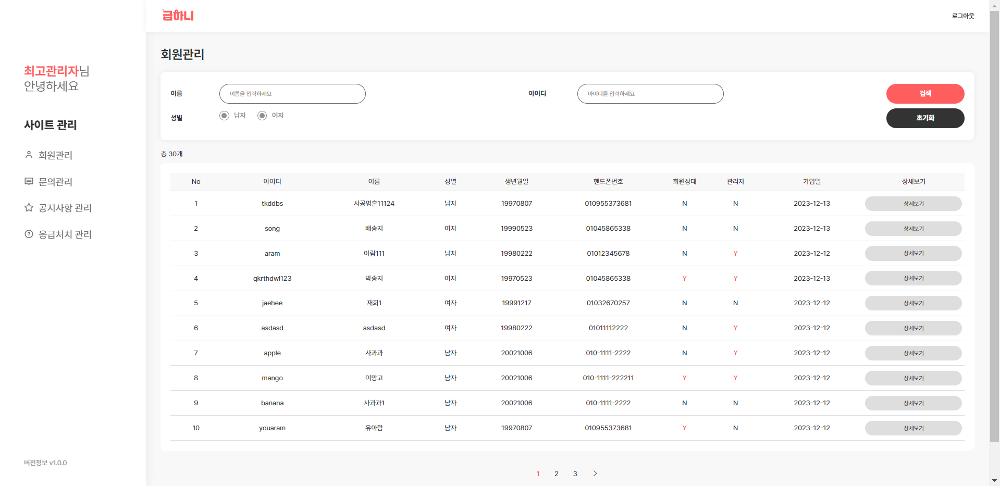 급하니
로그아웃
최고관리자님
안녕하세요
사이트 관리
회원관리
문의관리
공지사항 관리
응급처치 관리
버전정보 v1.0.0
회원관리
이름 이름을 입력하세요 아이디 아이디를 입력하세요 검색
성별 남자 여자 초기화
총 30개
No 아이디 이름 성별 생년월일 핸드폰번호 회원상태 관리자 가입일 상세보기
1 tkddbs 사공명흔11124 남자 19970807 010955373681 N N 2023-12-13 상세보기
2 song 배송지 여자 19990523 01045865338 N N 2023-12-13 상세보기
3 aram 아람111 남자 19980222 01012345678 N Y 2023-12-12 상세보기
4 qkrthdwl123 박송지 여자 19970523 01045865338 Y Y 2023-12-13 상세보기
5 jaehee 재희1 여자 19991217 01032670257 N N 2023-12-12 상세보기
6 asdasd asdasd 여자 19980222 01011112222 N Y 2023-12-12 상세보기
7 apple 사과과 남자 20021006 010-1111-2222 N Y 2023-12-12 상세보기
8 mango 이망고 남자 20021006 010-1111-222211 Y Y 2023-12-12 상세보기
9 banana 사과과1 남자 20021006 010-1111-2222 N N 2023-12-12 상세보기
10 youaram 유아람 남자 19970807 010955373681 Y N 2023-12-12 상세보기
1 2 3